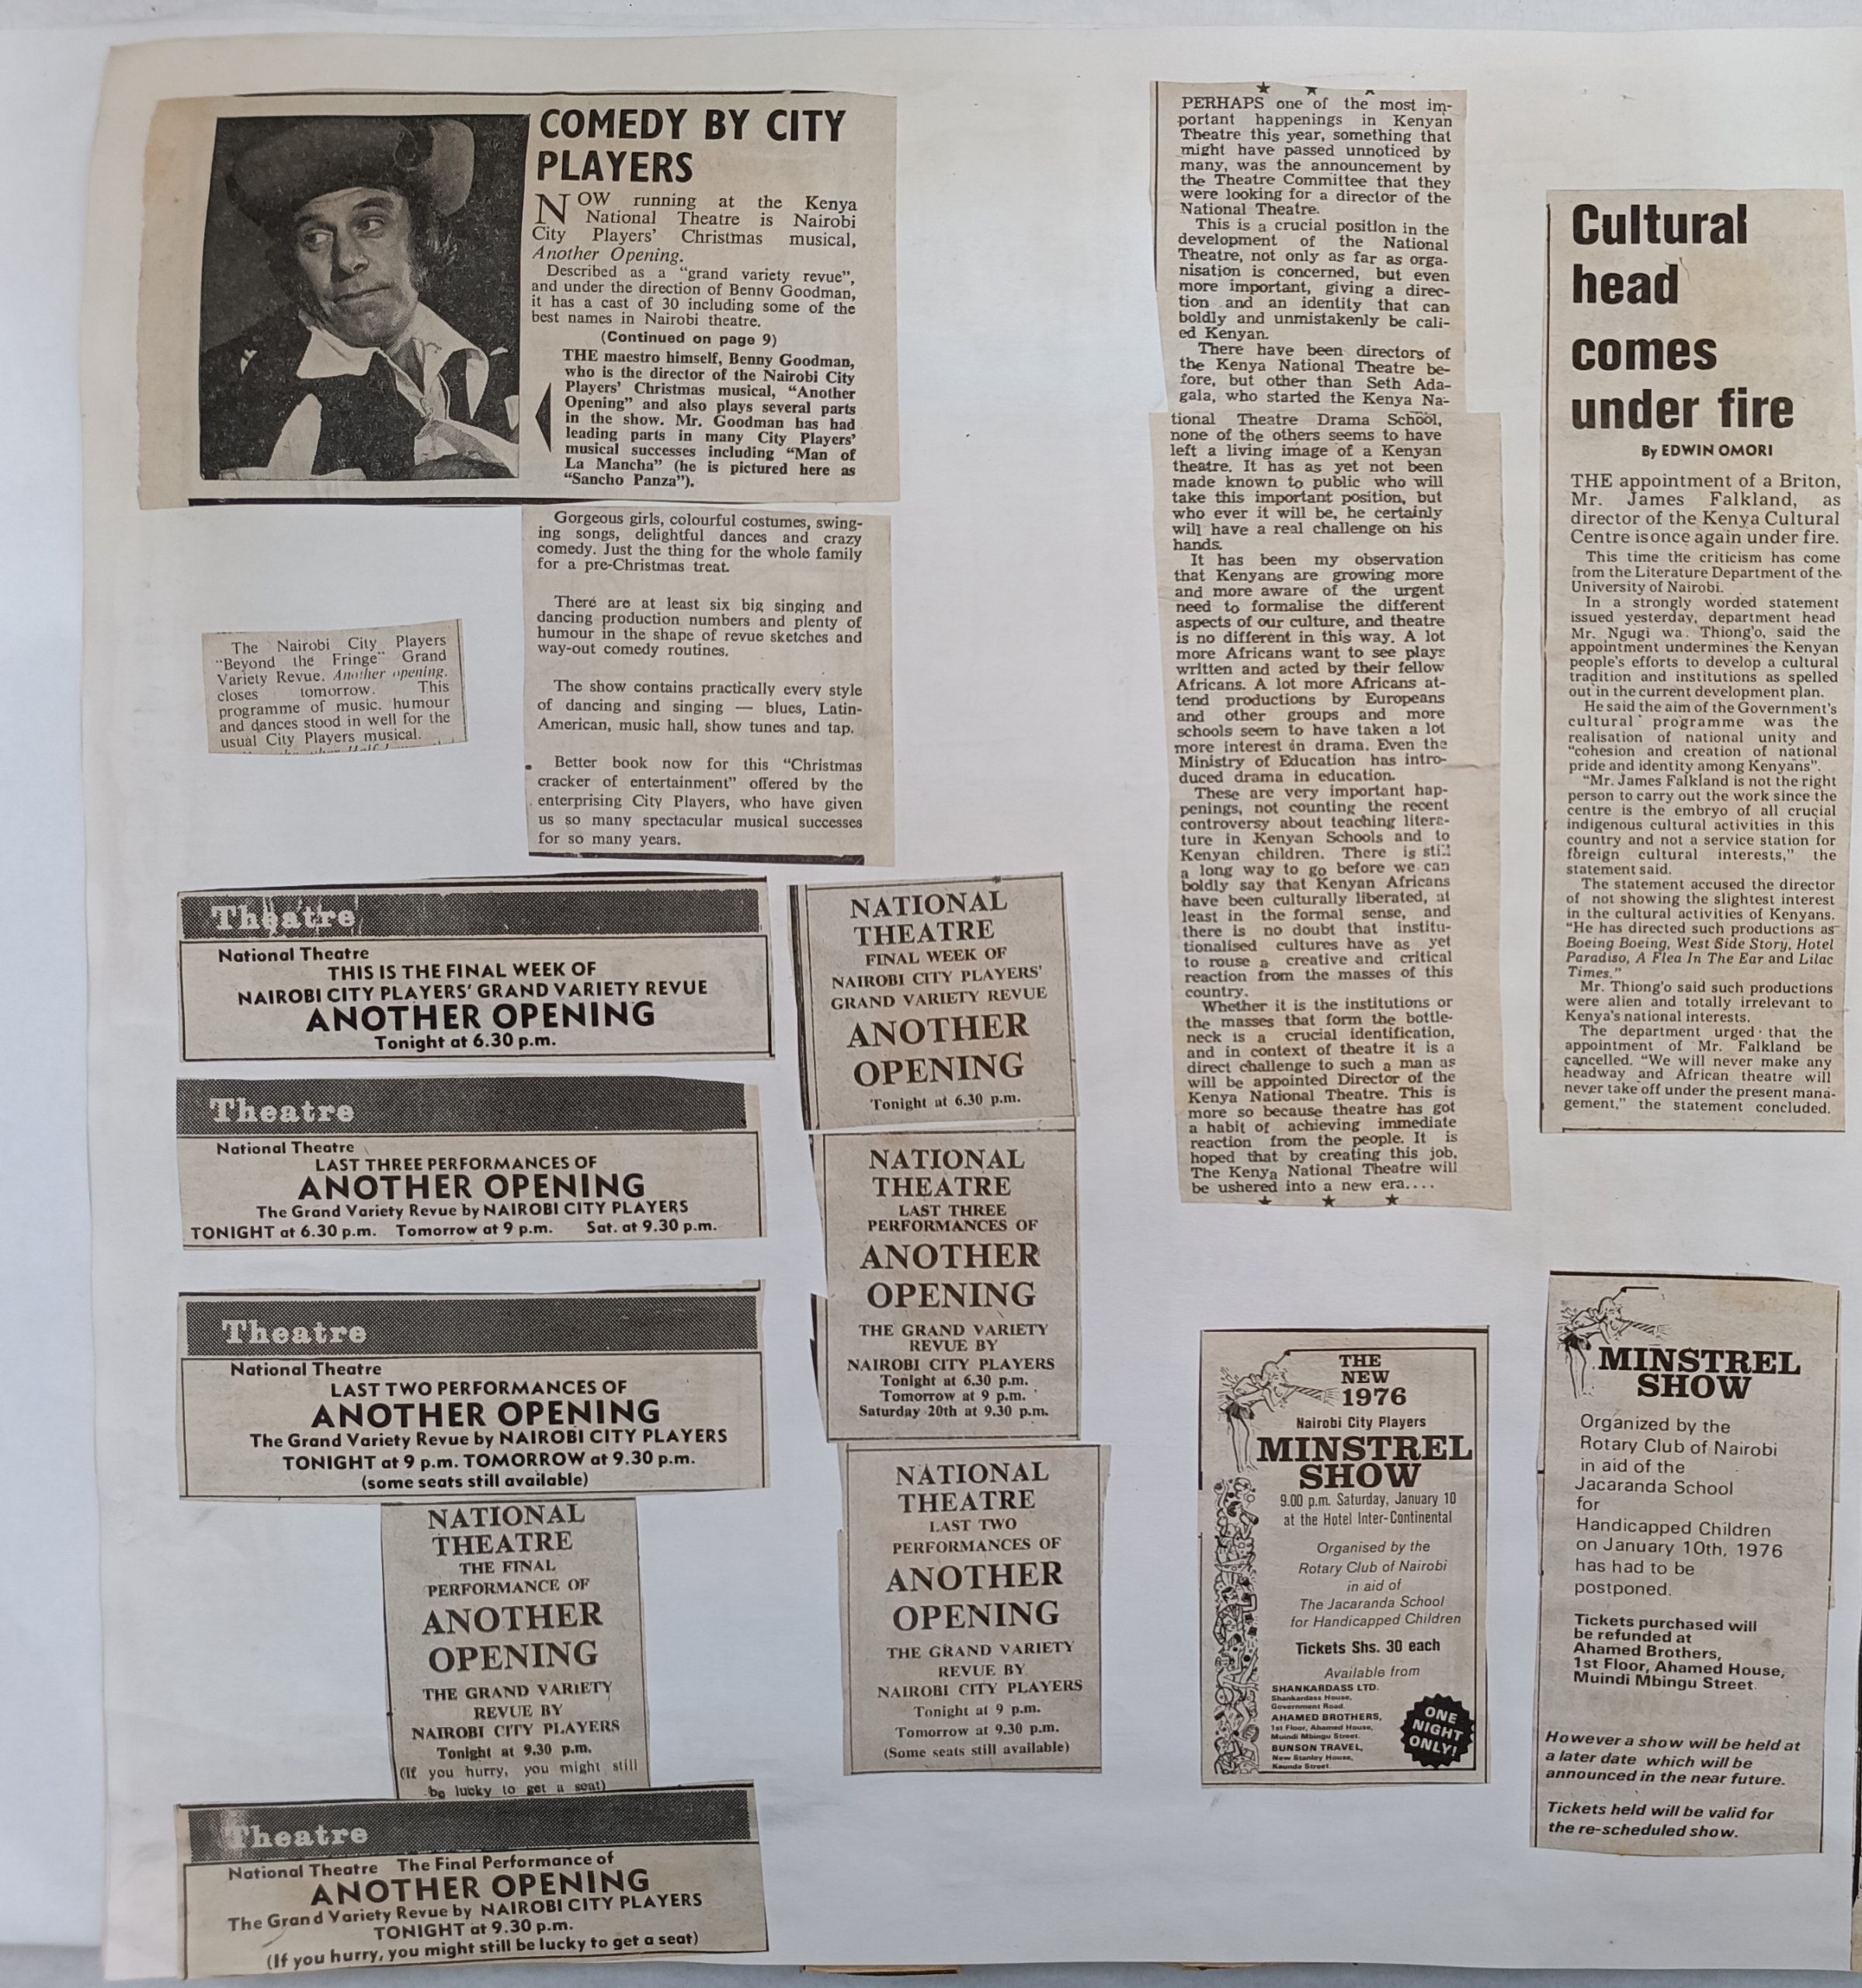 COMEDY BY CITY
PLAYERS
NOW running at the Kenya
National Theatre is Nairobi
City Players' Christmas musical,
Another Opening.
Described as a "grand variety revue",
and under the direction of Benny Goodman,
it has a cast of 30 including some of the
best names in Nairobi theatre.
(Continued on page 9)
THE maestro himself, Benny Goodman,
who is the director of the Nairobi City
Players' Christmas musical, "Another
Opening" and also plays several parts
in the show. Mr. Goodman has had
leading parts in many City Players'
musical successes including "Man of
La Mancha" (he is pictured here as
"Sancho Panza").
Gorgeous girls, colourful costumes, swing-
ing songs, delightful dances and crazy
comedy. Just the thing for the whole family
for a pre-Christmas treat.
There are at least six big singing and
dancing production numbers and plenty of
humour in the shape of revue sketches and
way-out comedy routines.
The show contains practically every style
of dancing and singing — blues, Latin-
American, music hall, show tunes and tap.
Better book now for this "Christmas
cracker of entertainment" offered by the
enterprising City Players, who have given
us so many spectacular musical successes
for so many years.
The Nairobi City Players
"Beyond the Fringe" Grand
Variety Revue. Another opening.
closes tomorrow. This
programme of music. humour
and dances stood in well for the
usual City Players musical.
Theatre
National Theatre
THIS IS THE FINAL WEEK OF
NAIROBI CITY PLAYERS' GRAND VARIETY REVUE
ANOTHER OPENING
Tonight at 6.30 p.m.
Theatre
National Theatre
LAST THREE PERFORMANCES OF
ANOTHER OPENING
The Grand Variety Revue by NAIROBI CITY PLAYERS
TONIGHT at 6.30 p.m. Tomorrow at 9 p.m. Sat. at 9.30 p.m.
Theatre
National Theatre
LAST TWO PERFORMANCES OF
ANOTHER OPENING
The Grand Variety Revue by NAIROBI CITY PLAYERS
TONIGHT at 9 p.m. TOMORROW at 9.30 p.m.
(some seats still available)
NATIONAL
THEATRE
THE FINAL
PERFORMANCE OF
ANOTHER
OPENING
THE GRAND VARIETY
REVUE BY
NAIROBI CITY PLAYERS
Tonight at 9.30 p.m.
(If you hurry, you might still
be lucky to get a seat)
Theatre
National Theatre The Final Performance of
ANOTHER OPENING
The Grand Variety Revue by NAIROBI CITY PLAYERS
TONIGHT at 9.30 p.m.
(If you hurry, you might still be lucky to get a seat)
NATIONAL
THEATRE
FINAL WEEK OF
NAIROBI CITY PLAYERS'
GRAND VARIETY REVUE
ANOTHER
OPENING
Tonight at 6.30 p.m.
NATIONAL
THEATRE
LAST THREE
PERFORMANCES OF
ANOTHER
OPENING
THE GRAND VARIETY
REVUE BY
NAIROBI CITY PLAYERS
Tonight at 6.30 p.m.
Tomorrow at 9 p.m.
Saturday 20th at 9.30 p.m.
NATIONAL
THEATRE
LAST TWO
PERFORMANCES OF
ANOTHER
OPENING
THE GRAND VARIETY
REVUE BY
NAIROBI CITY PLAYERS
Tonight at 9 p.m.
Tomorrow at 9.30 p.m.
(Some seats still available)
PERHAPS one of the most im-
portant happenings in Kenyan
Theatre this year, something that
might have passed unnoticed by
many, was the announcement by
the Theatre Committee that they
were looking for a director of the
National Theatre.
This is a crucial position in the
development of the National
Theatre, not only as far as orga-
nisation is concerned, but even
more important, giving a direc-
tion and an identity that can
boldly and unmistakenly be call-
ed Kenyan.
There have been directors of
the Kenya National Theatre be-
fore, but other than Seth Ada-
gala, who started the Kenya Na-
tional Theatre Drama School,
none of the others seems to have
left a living image of a Kenyan
theatre. It has as yet not been
made known to public who will
take this important position, but
who ever it will be, he certainly
will have a real challenge on his
hands.
It has been my observation
that Kenyans are growing more
and more aware of the urgent
need to formalise the different
aspects of our culture, and theatre
is no different in this way. A lot
more Africans want to see plays
written and acted by their fellow
Africans. A lot more Africans at-
tend productions by Europeans
and other groups and more
schools seem to have taken a lot
more interest in drama. Even the
Ministry of Education has intro-
duced drama in education.
These are very important hap-
penings, not counting the recent
controversy about teaching litera-
ture in Kenyan Schools and to
Kenyan children. There is still
a long way to go before we can
boldly say that Kenyan Africans
have been culturally liberated, at
least in the formal sense, and
there is no doubt that institu-
tionalised cultures have as yet
to rouse a creative and critical
reaction from the masses of this
country.
Whether it is the institutions or
the masses that form the bottle-
neck is a crucial identification,
and in context of theatre it is a
direct challenge to such a man as
will be appointed Director of the
Kenya National Theatre. This is
more so because theatre has got
a habit of achieving immediate
reaction from the people. It is
hoped that by creating this job,
The Kenya National Theatre will
be ushered into a new era....
Cultural
head
comes
under fire
By EDWIN OMORI
THE appointment of a Briton,
Mr. James Falkland, as
director of the Kenya Cultural
Centre is once again under fire.
This time the criticism has come
from the Literature Department of the
University of Nairobi.
In a strongly worded statement
issued yesterday, department head
Mr. Ngugi wa. Thiong'o, said the
appointment undermines the Kenyan
people's efforts to develop a cultural
tradition and institutions as spelled
out in the current development plan.
He said the aim of the Government's
cultural programme was the
realisation of national unity and
"cohesion and creation of national
pride and identity among Kenyans".
"Mr. James Falkland is not the right
person to carry out the work since the
centre is the embryo of all crucial
indigenous cultural activities in this
country and not a service station for
foreign cultural interests," the
statement said.
The statement accused the director
of not showing the slightest interest
in the cultural activities of Kenyans.
"He has directed such productions as
Boeing Boeing, West Side Story, Hotel
Paradiso, A Flea In The Ear and Lilac
Times."
Mr. Thiong'o said such productions
were alien and totally irrelevant to
Kenya's national interests.
The department urged that the
appointment of Mr. Falkland be
cancelled. "We will never make any
headway and African theatre will
never take off under the present mana-
gement," the statement concluded.
THE
NEW
1976
Nairobi City Players
MINSTREL
SHOW
9.00 p.m. Saturday, January 10
at the Hotel Inter-Continental
Organised by the
Rotary Club of Nairobi
in aid of
The Jacaranda School
for Handicapped Children
Tickets Shs. 30 each
Available from
SHANKARDASS LTD.
Shankardass House,
Government Road.
AHAMED BROTHERS,
1st Floor, Ahamed House,
Muindi Mbingu Street.
BUNSON TRAVEL,
New Stanley House,
Kaunda Street.
ONE
NIGHT
ONLY!
MINSTREL
SHOW
Organized by the
Rotary Club of Nairobi
in aid of the
Jacaranda School
for
Handicapped Children
on January 10th, 1976
has had to be
postponed.
Tickets purchased will
be refunded at
Ahamed Brothers,
1st Floor, Ahamed House,
Muindi Mbingu Street.
However a show will be held at
a later date which will be
announced in the near future.
Tickets held will be valid for
the re-scheduled show.